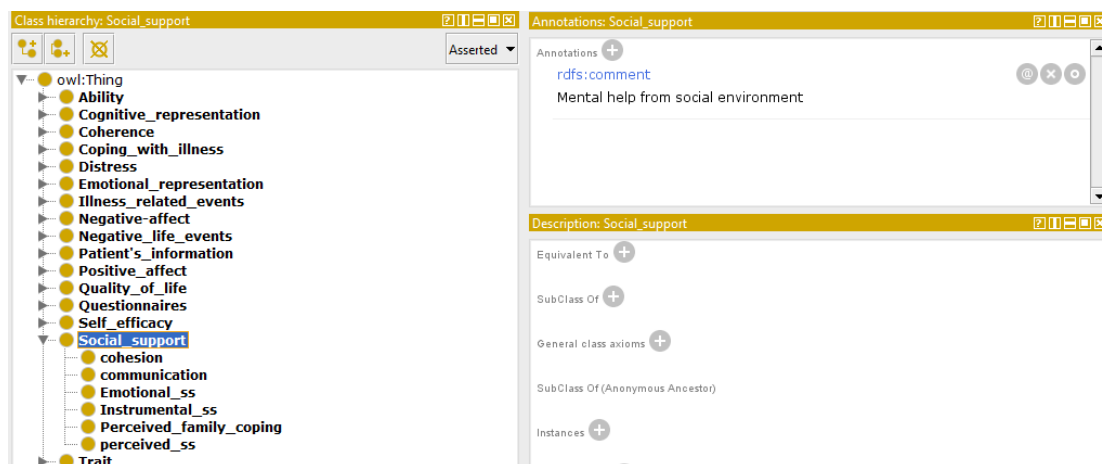 Class hierarchy: Social_support
Asserted
owl:Thing
Ability
Cognitive_representation
Coherence
Coping_with_illness
Distress
Emotional_representation
Illness_related_events
Negative-affect
Negative_life_events
Patient's_information
Positive_affect
Quality_of_life
Questionnaires
Self_efficacy
Social_support
cohesion
communication
Emotional_ss
Instrumental_ss
Perceived_family_coping
perceived_ss
Trait
Annotations: Social_support
Annotations
rdfs:comment
Mental help from social environment
Description: Social_support
Equivalent To
SubClass Of
General class axioms
SubClass Of (Anonymous Ancestor)
Instances